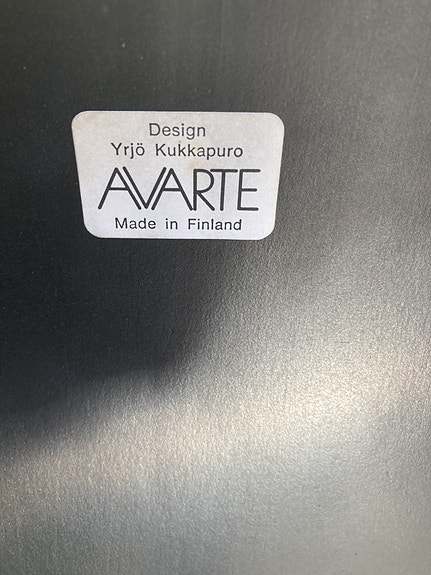 Design
Yrjö Kukkapuro
AVARTE
Made in Finland